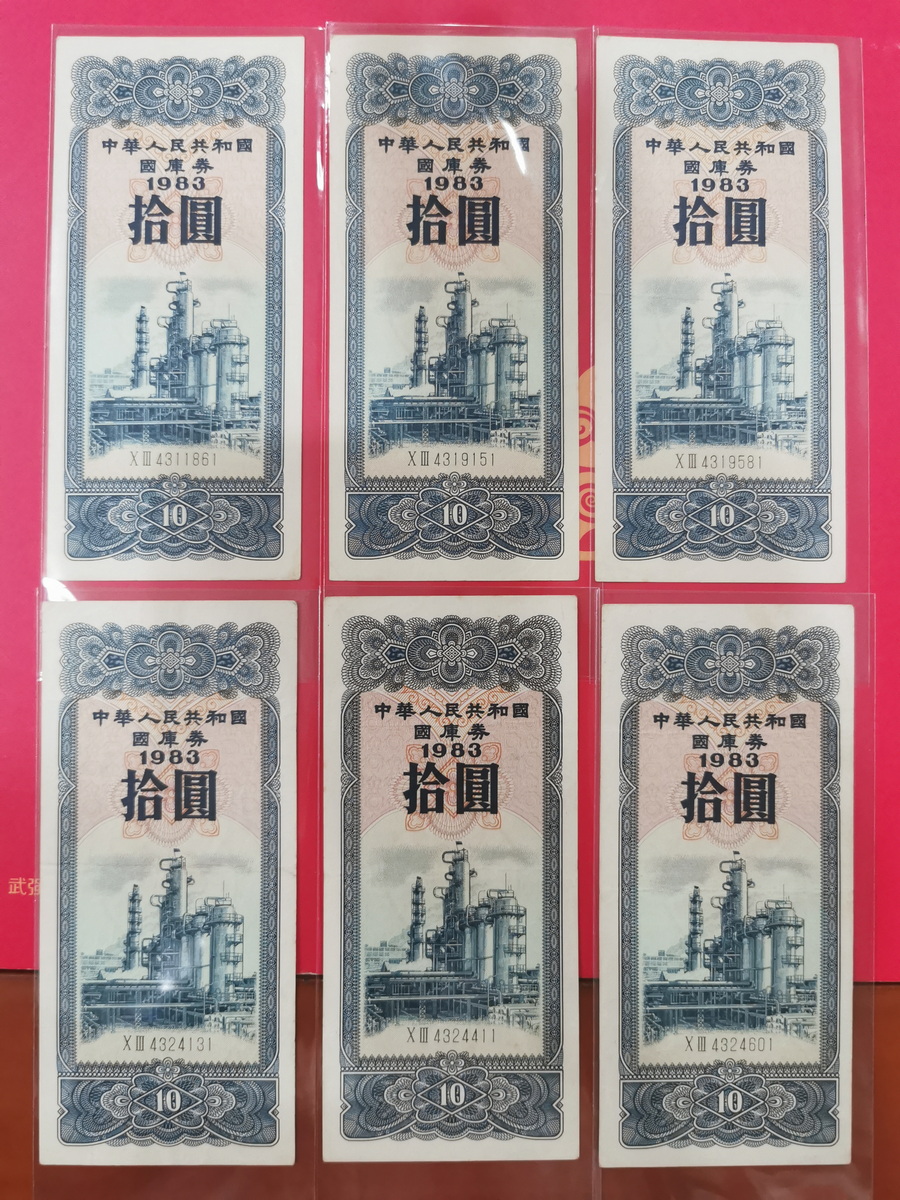 中華人民共和國
國庫券
1983
拾圓
XIII 4311861
10
中華人民共和國
國庫券
1983
拾圓
XIII 4319151
10
中華人民共和國
國庫券
1983
拾圓
XIII 4319581
10
中華人民共和國
國庫券
1983
拾圓
XIII 4324131
10
中華人民共和國
國庫券
1983
拾圓
XIII 4324411
10
中華人民共和國
國庫券
1983
拾圓
XIII 4324601
10
武强